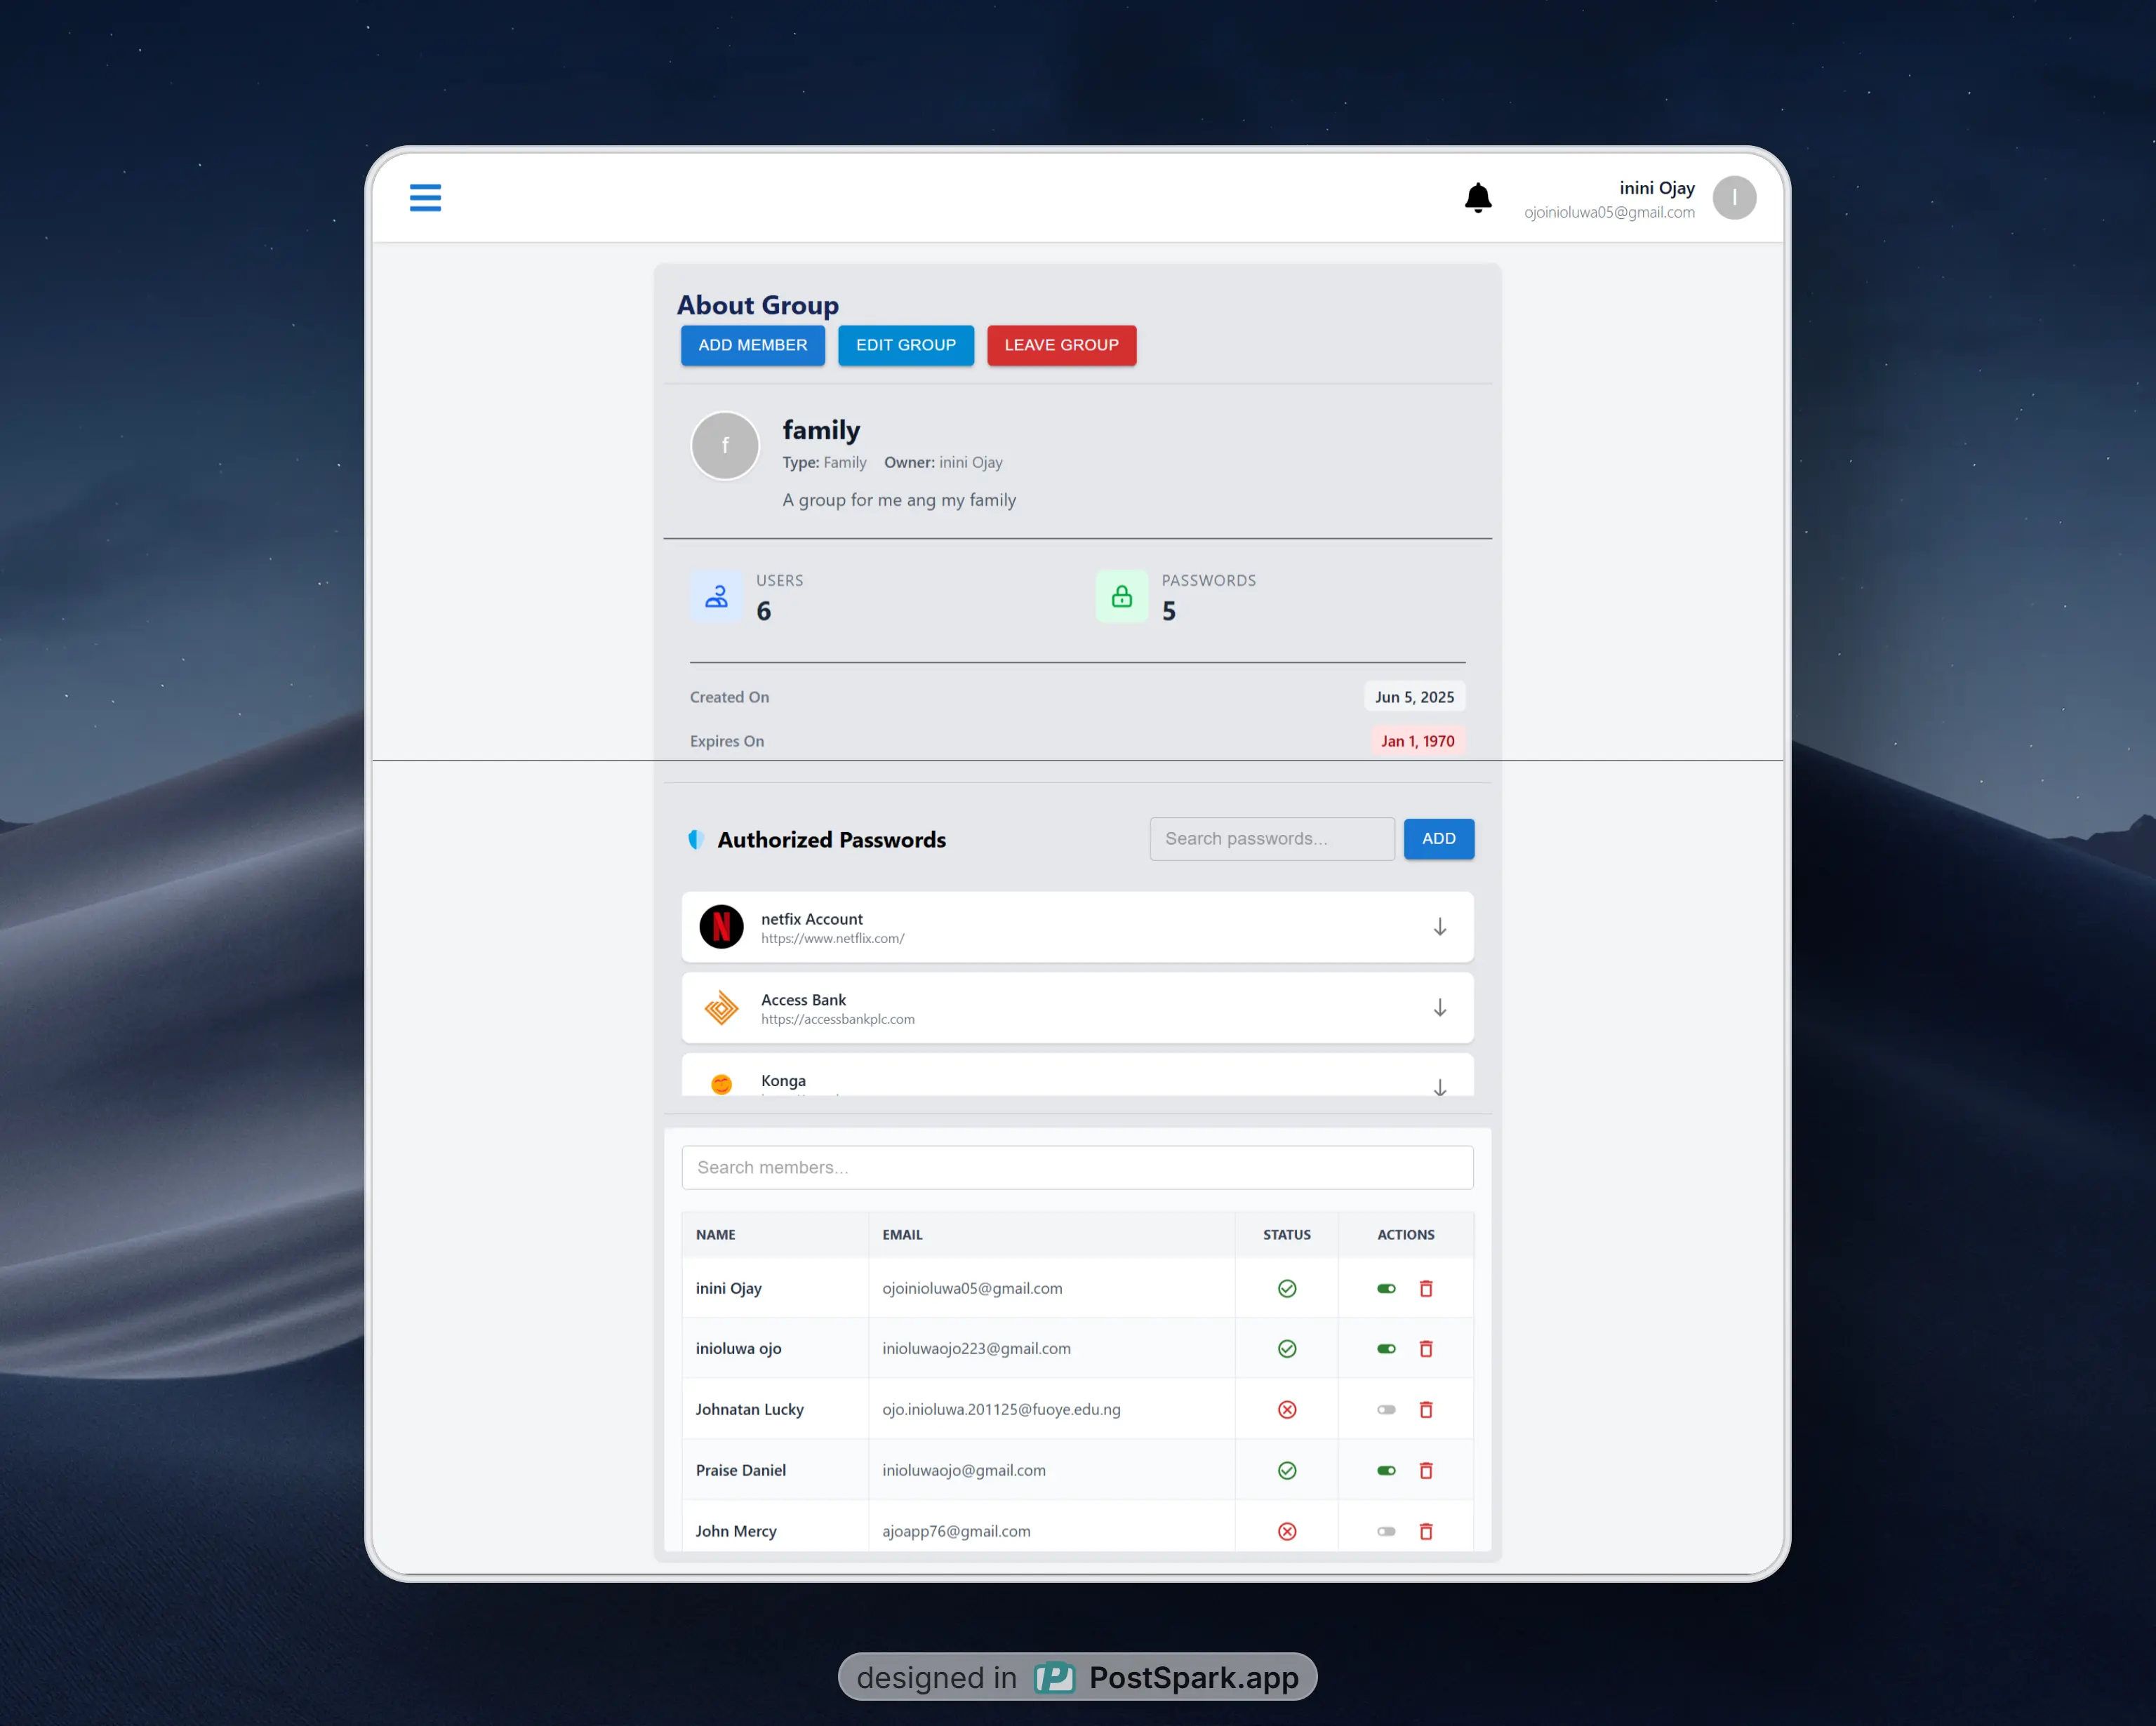 inini Ojay
ojoinioluwa05@gmail.com
I
About Group
ADD MEMBER EDIT GROUP LEAVE GROUP
f
family
Type: Family Owner: inini Ojay
A group for me ang my family
USERS
6
PASSWORDS
5
Created On Jun 5, 2025
Expires On Jan 1, 1970
Authorized Passwords Search passwords... ADD
N
netfix Account
https://www.netflix.com/
Access Bank
https://accessbankplc.com
Konga
Search members...
NAME EMAIL STATUS ACTIONS
inini Ojay ojoinioluwa05@gmail.com
inioluwa ojo inioluwaojo223@gmail.com
Johnatan Lucky ojo.inioluwa.201125@fuoye.edu.ng
Praise Daniel inioluwaojo@gmail.com
John Mercy ajoapp76@gmail.com
designed in P PostSpark.app